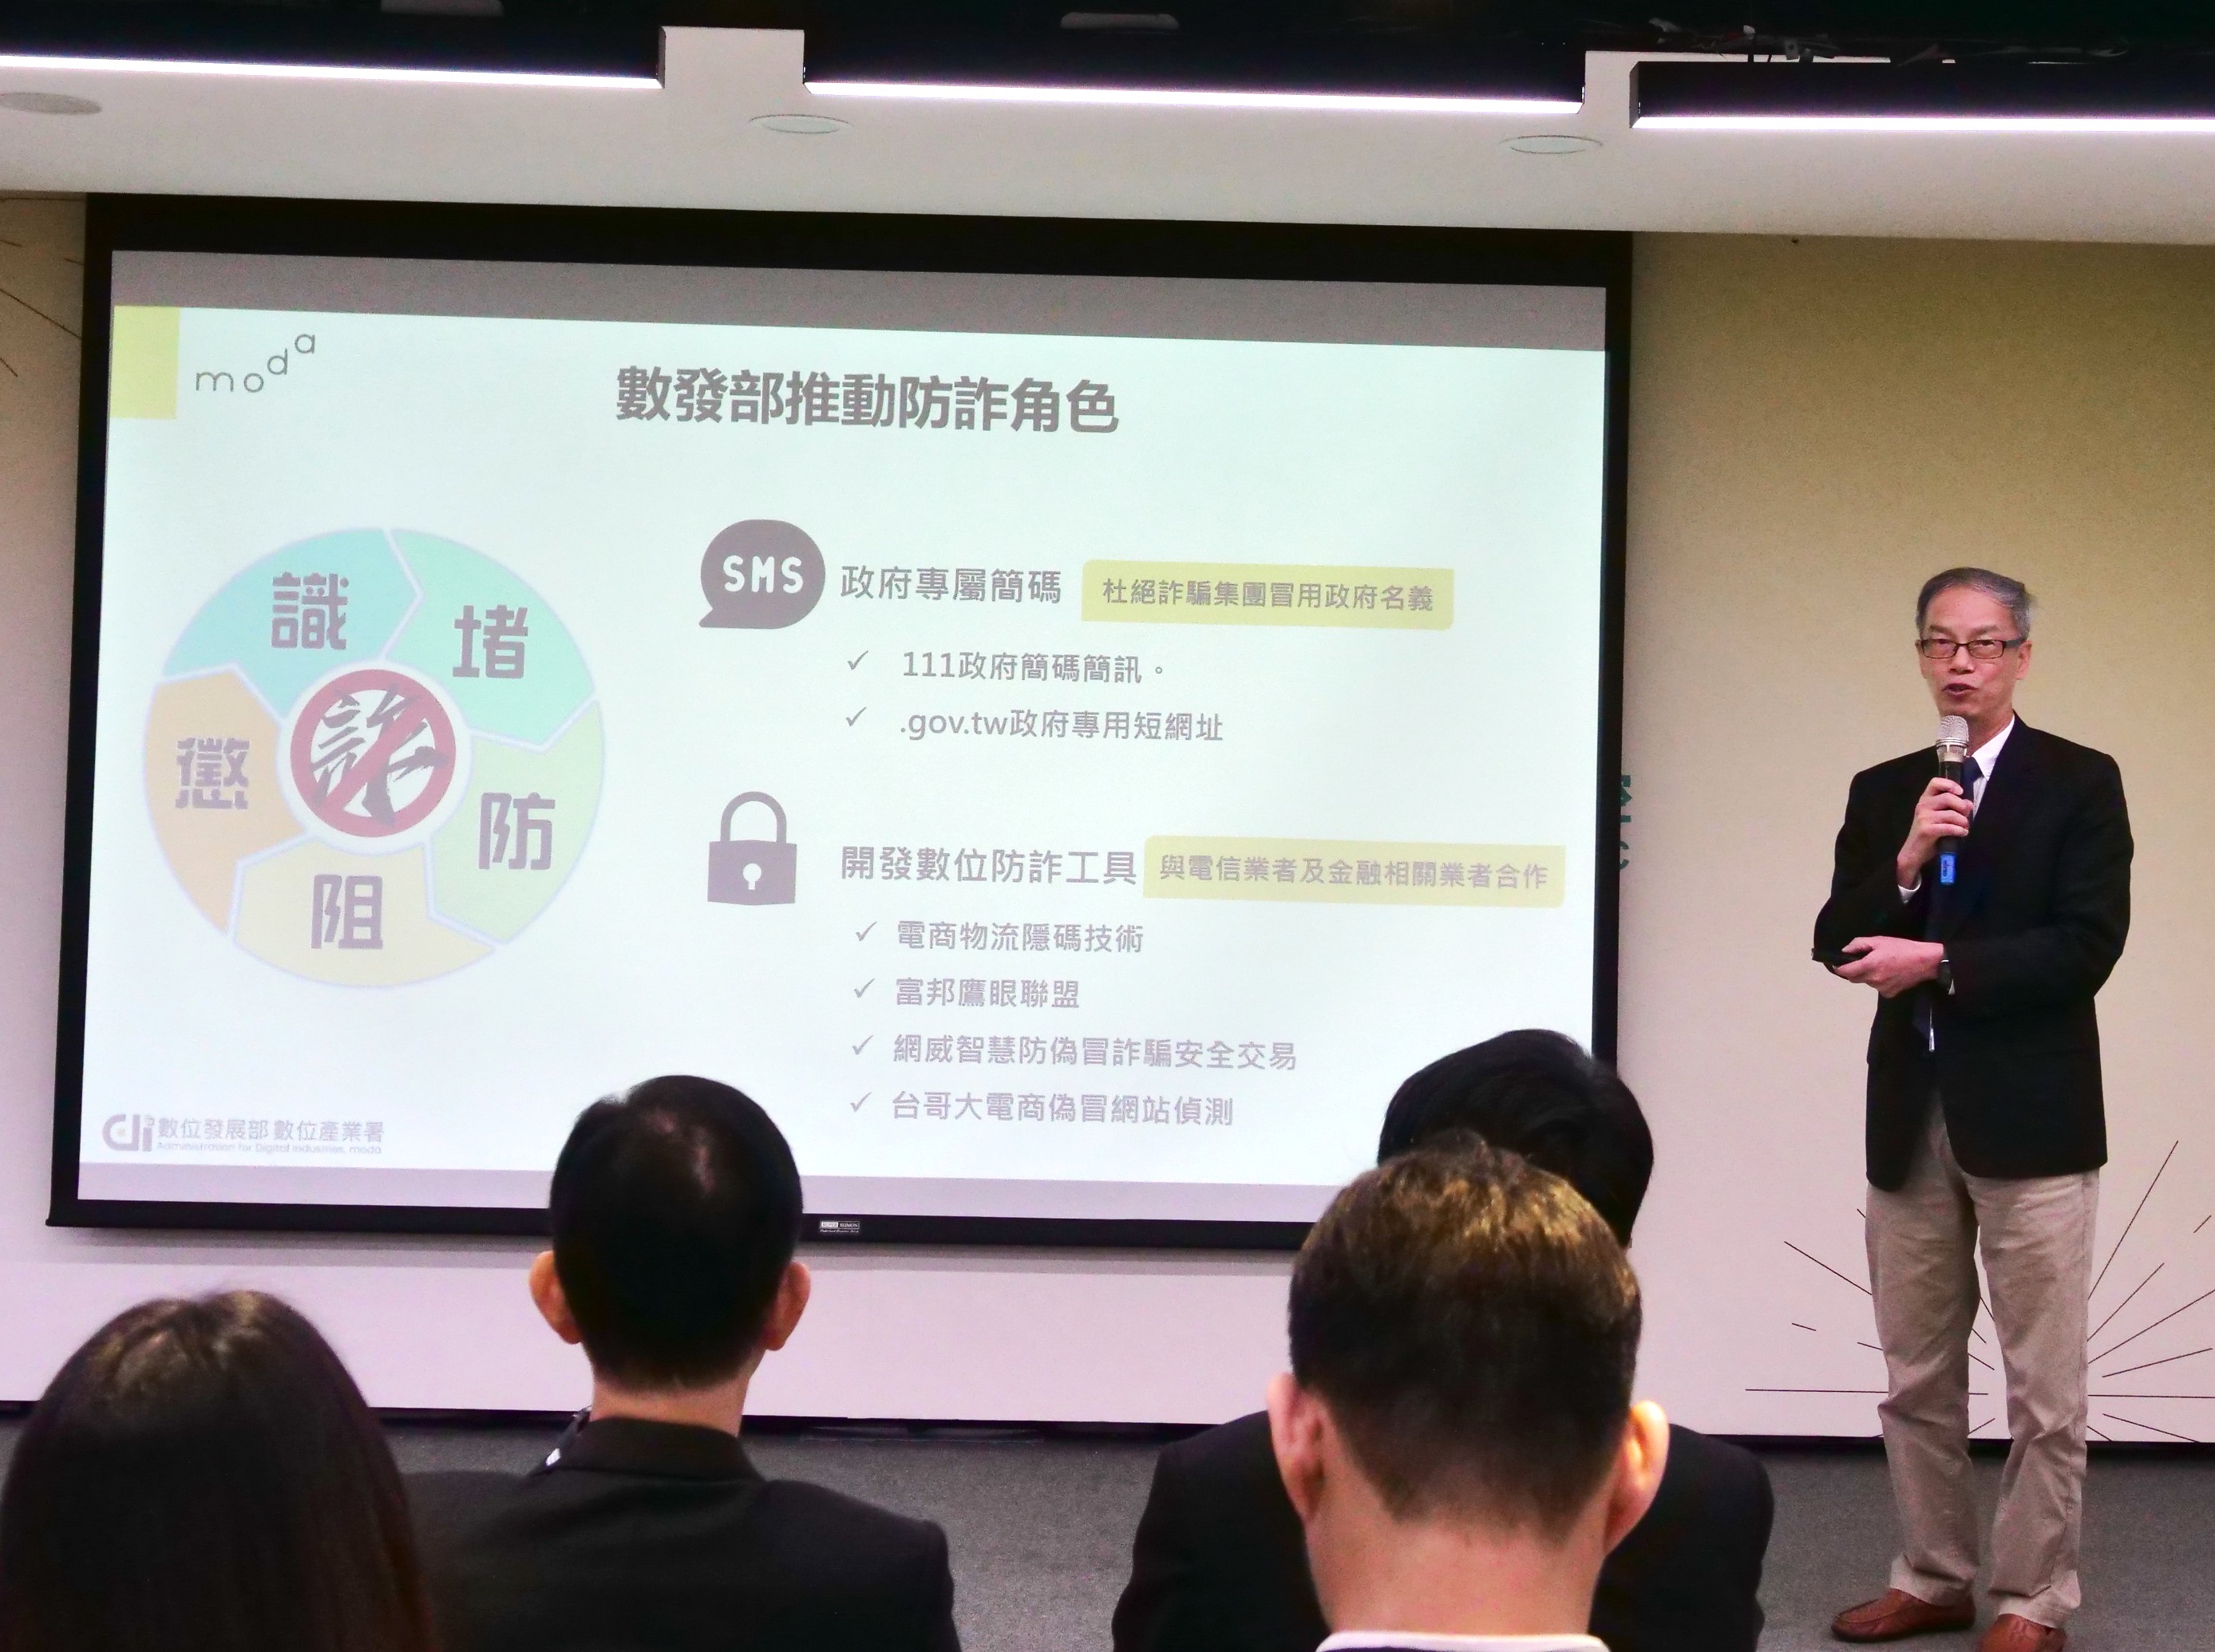 moda
數發部推動防詐角色
識
堵
懲
詐
防
阻
SMS
政府專屬簡碼
杜絕詐騙集團冒用政府名義
✓ 111政府簡碼簡訊。
✓ .gov.tw政府專用短網址
開發數位防詐工具
與電信業者及金融相關業者合作
✓ 電商物流隱碼技術
✓ 富邦鷹眼聯盟
✓ 網威智慧防偽冒詐騙安全交易
✓ 台哥大電商偽冒網站偵測
di 數位發展部 數位產業署
Administration for Digital Industries, moda